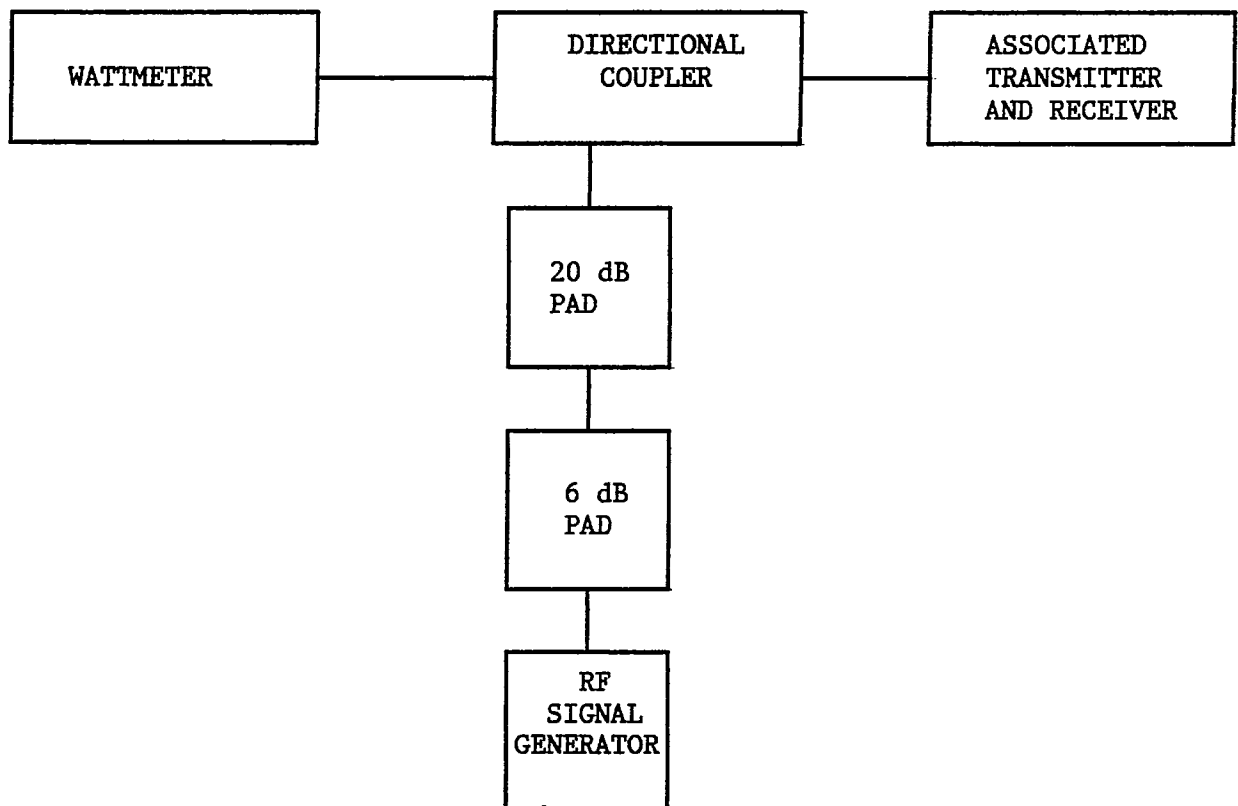 WATTMETER
DIRECTIONAL
COUPLER
ASSOCIATED
TRANSMITTER
AND RECEIVER
20 dB
PAD
6 dB
PAD
RF
SIGNAL
GENERATOR